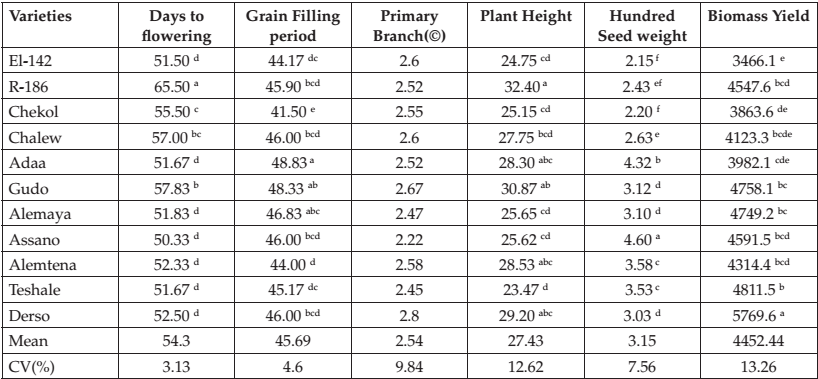 Varieties Days to flowering Grain Filling period Primary Branch(©) Plant Height Hundred Seed weight Biomass Yield
El-142 51.50 d 44.17 dc 2.6 24.75 cd 2.15 f 3466.1 e
R-186 65.50 a 45.90 bcd 2.52 32.40 a 2.43 ef 4547.6 bcd
Chekol 55.50 c 41.50 e 2.55 25.15 cd 2.20 f 3863.6 de
Chalew 57.00 bc 46.00 bcd 2.6 27.75 bcd 2.63 e 4123.3 bcde
Adaa 51.67 d 48.83 a 2.52 28.30 abc 4.32 b 3982.1 cde
Gudo 57.83 b 48.33 ab 2.67 30.87 ab 3.12 d 4758.1 bc
Alemaya 51.83 d 46.83 abc 2.47 25.65 cd 3.10 d 4749.2 bc
Assano 50.33 d 46.00 bcd 2.22 25.62 cd 4.60 a 4591.5 bcd
Alemtena 52.33 d 44.00 d 2.58 28.53 abc 3.58 c 4314.4 bcd
Teshale 51.67 d 45.17 dc 2.45 23.47 d 3.53 c 4811.5 b
Derso 52.50 d 46.00 bcd 2.8 29.20 abc 3.03 d 5769.6 a
Mean 54.3 45.69 2.54 27.43 3.15 4452.44
CV(%) 3.13 4.6 9.84 12.62 7.56 13.26